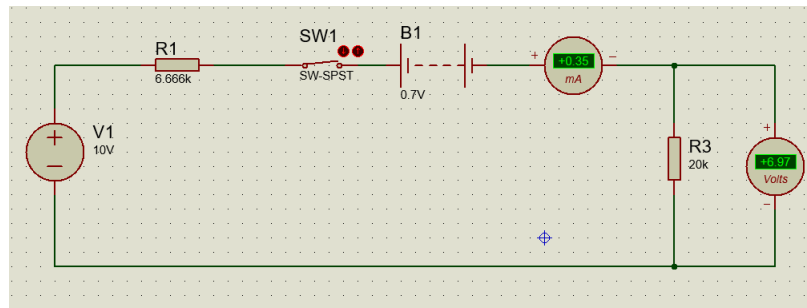 SW1
B1
R1
+0.35
mA
6.666k
SW-SPST
0.7V
V1
10V
R3
20k
+6.97
Volts